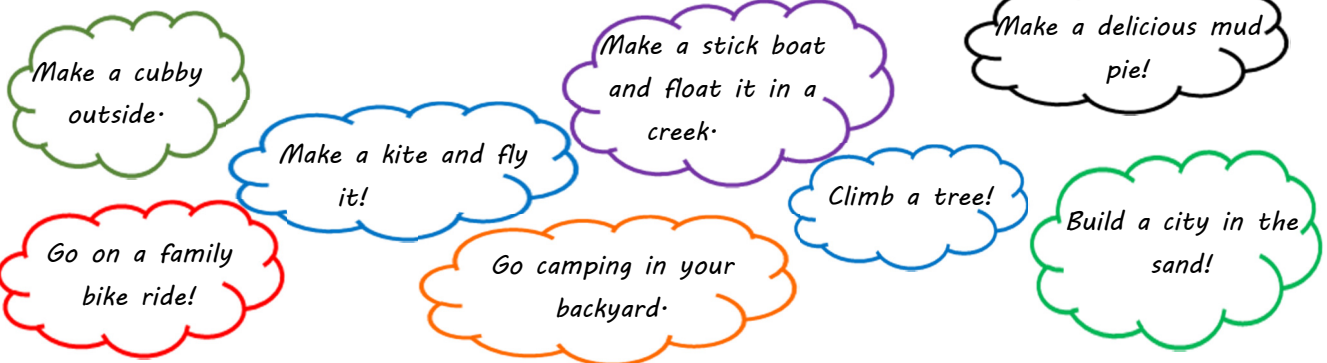 Make a cubby
outside.
Make a kite and fly
it!
Make a stick boat
and float it in a
creek.
Make a delicious mud
pie!
Climb a tree!
Build a city in the
sand!
Go on a family
bike ride!
Go camping in your
backyard.